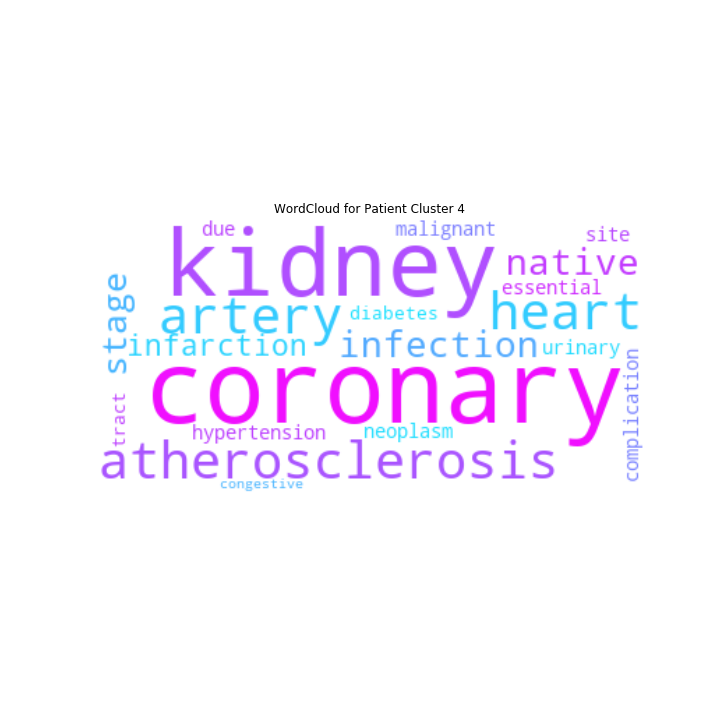 WordCloud for Patient Cluster 4
due
malignant
site
kidney
native
essential
stage
artery
diabetes
heart
infarction
infection
urinary
coronary
complication
tract
hypertension
neoplasm
atherosclerosis
congestive